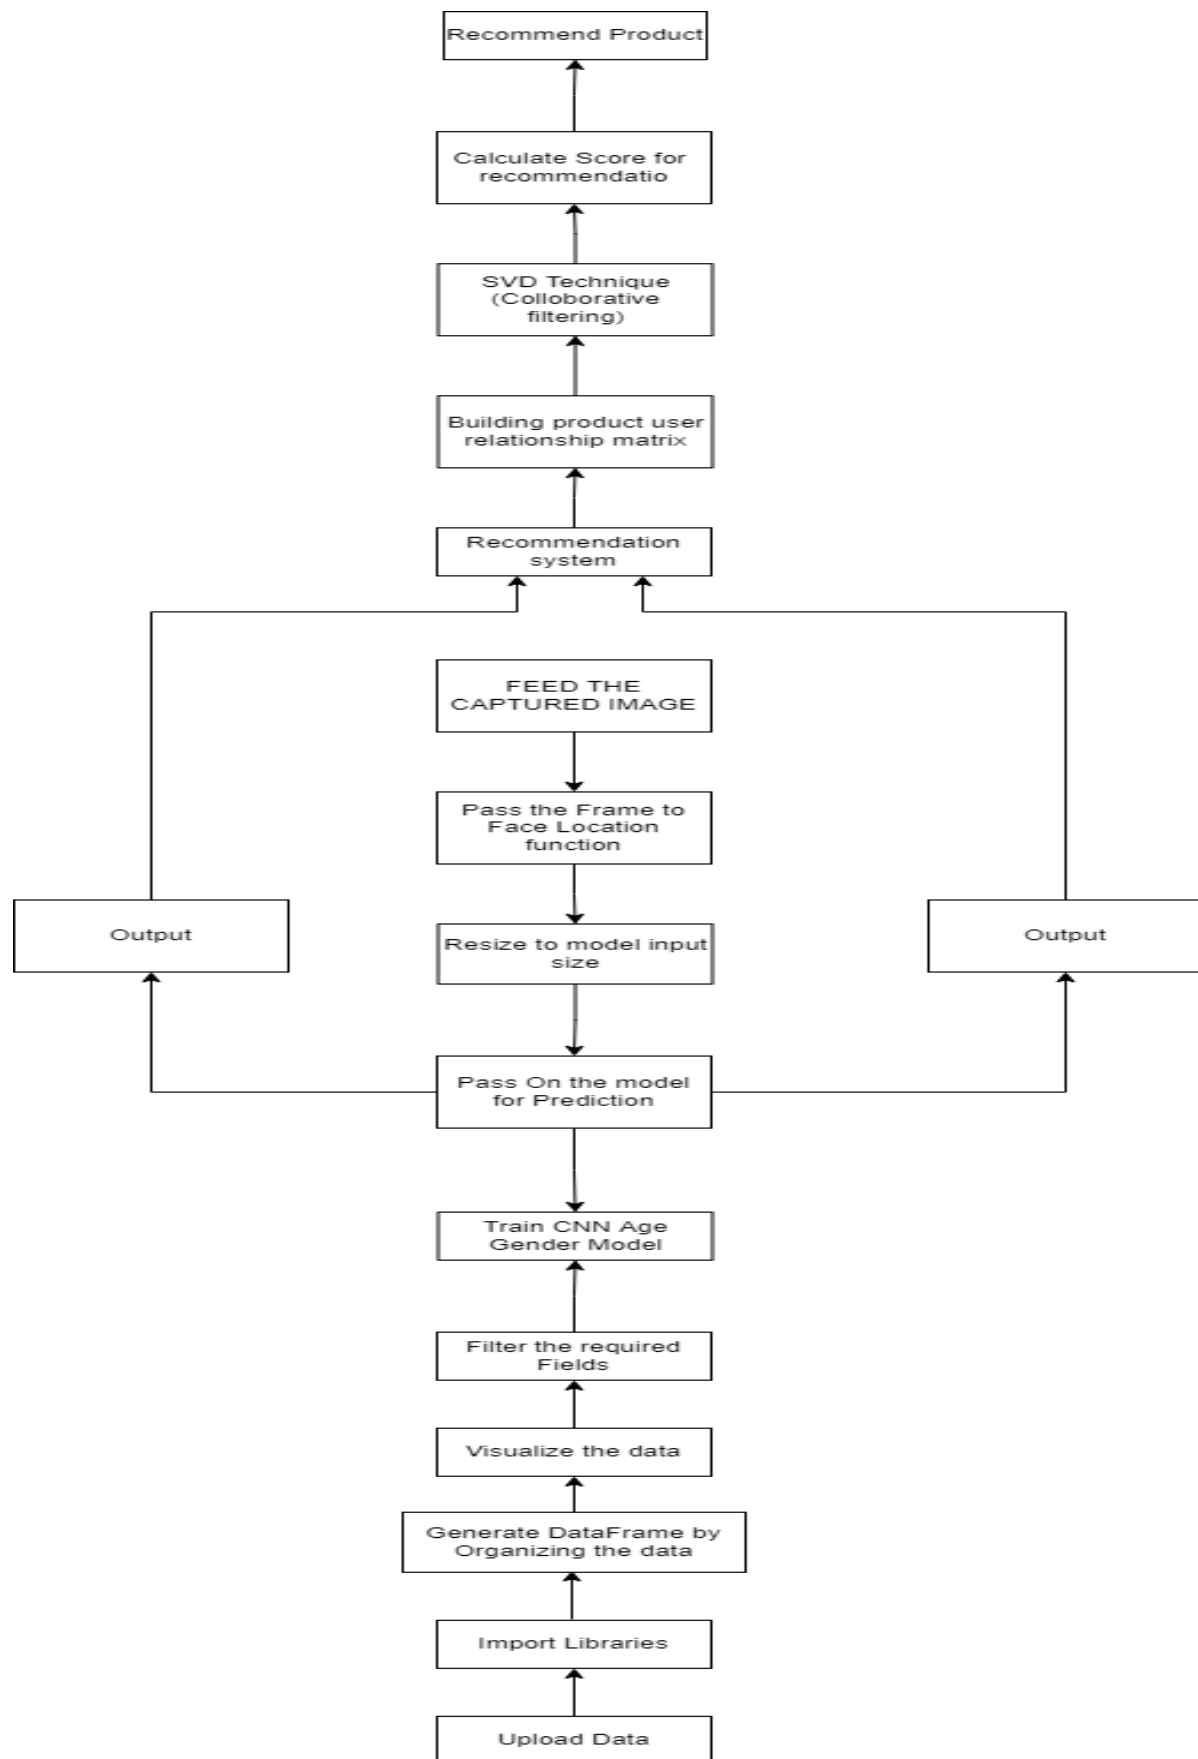 Recommend Product
Calculate Score for
recommendatio
SVD Technique
(Colloborative
filtering)
Building product user
relationship matrix
Recommendation
system
FEED THE
CAPTURED IMAGE
Pass the Frame to
Face Location
function
Output
Output
Resize to model input
size
Pass On the model
for Prediction
Train CNN Age
Gender Model
Filter the required
Fields
Visualize the data
Generate DataFrame by
Organizing the data
Import Libraries
Upload Data